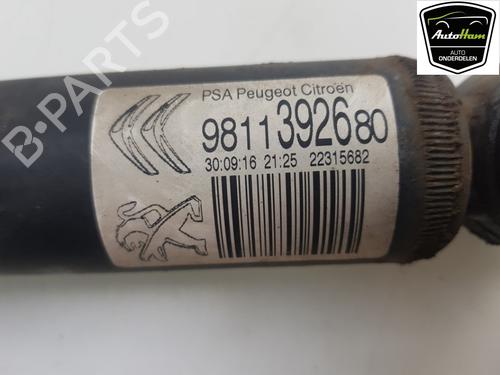 AutoHam
AUTO
ONDERDELEN
B-PARTS
PSA Peugeot Citroën
9811392680
30:09:16 21:25 22315682